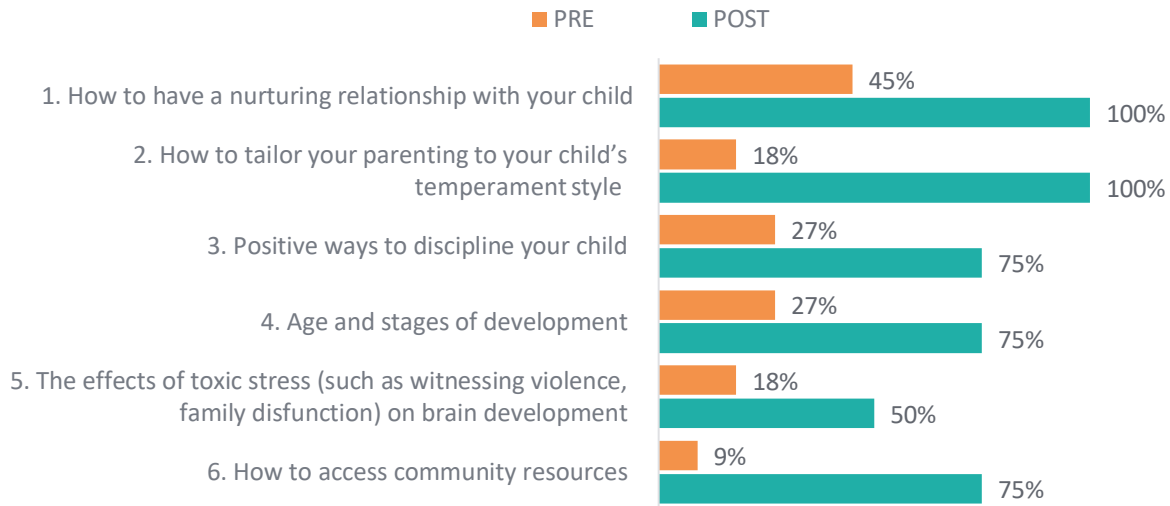 PRE POST
1. How to have a nurturing relationship with your child
45%
100%
2. How to tailor your parenting to your child’s
temperament style
18%
100%
3. Positive ways to discipline your child
27%
75%
4. Age and stages of development
27%
75%
5. The effects of toxic stress (such as witnessing violence,
family disfunction) on brain development
18%
50%
6. How to access community resources
9%
75%